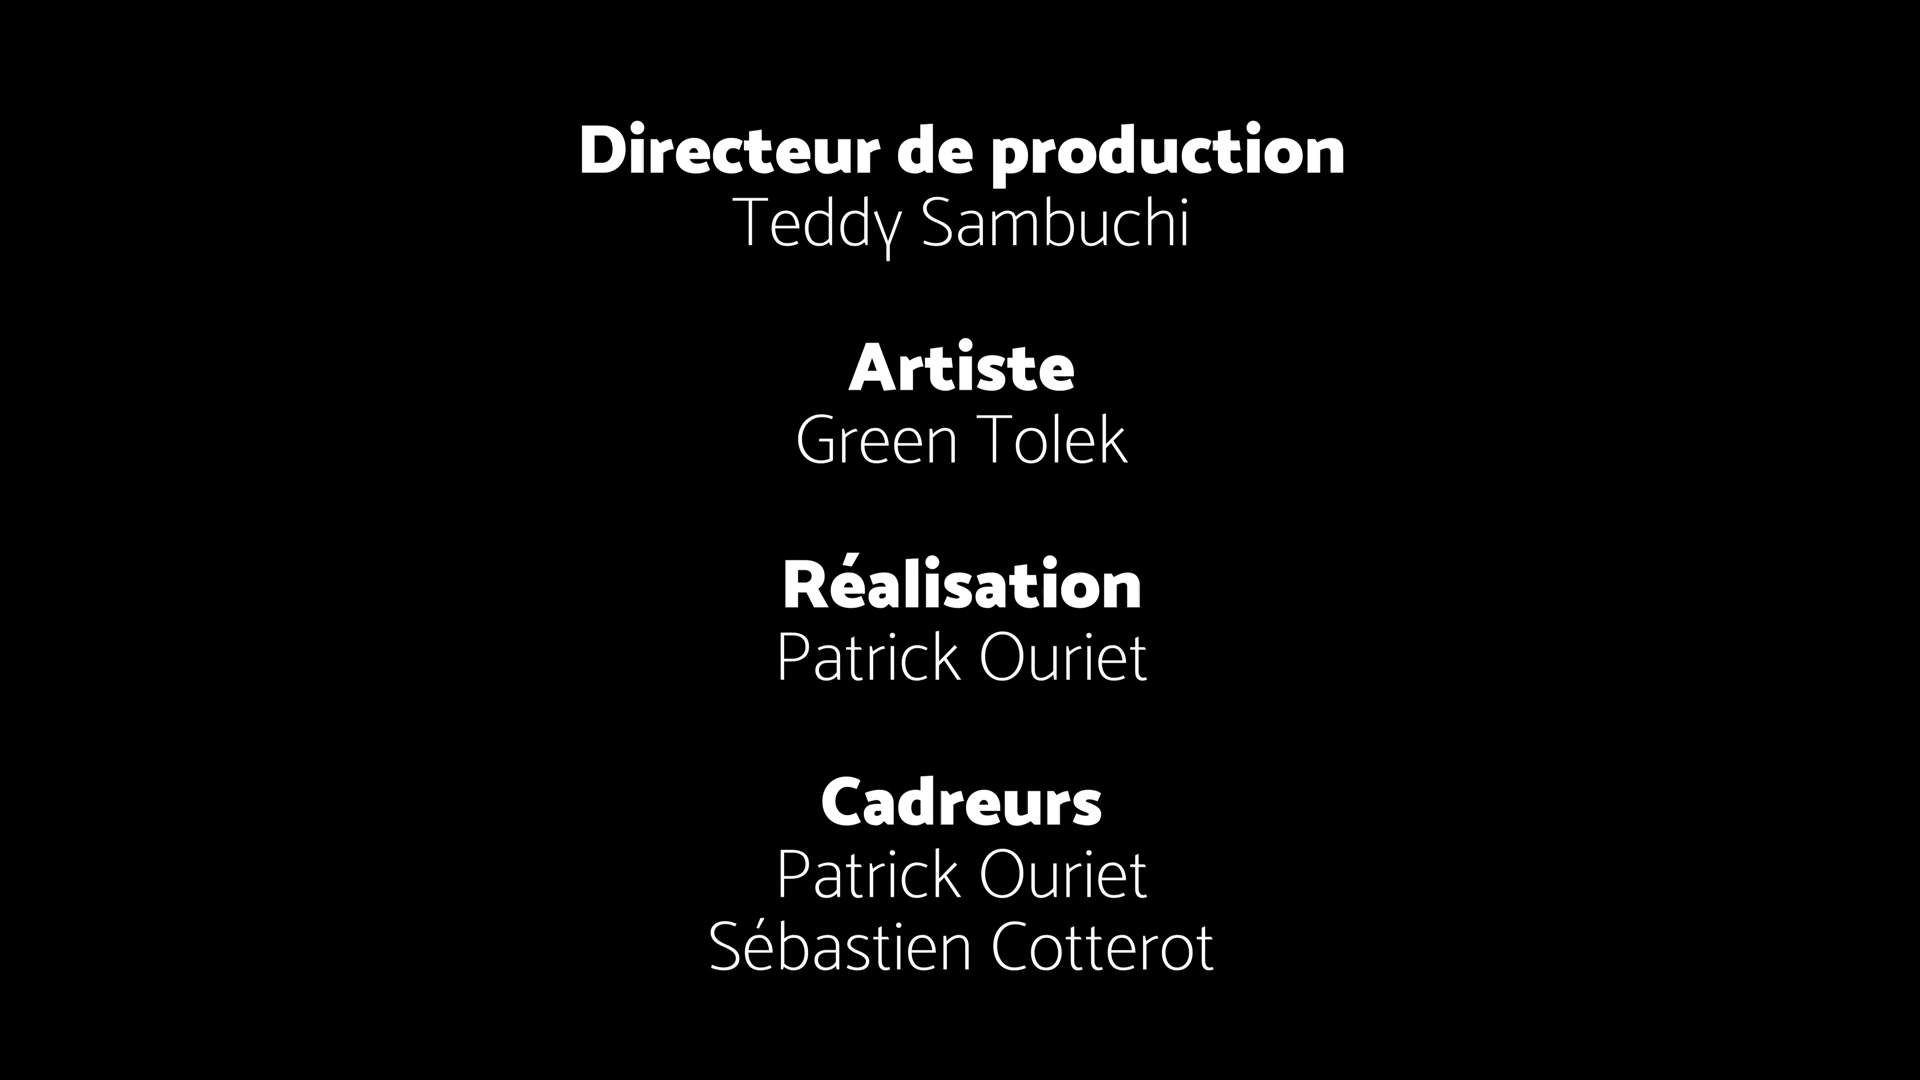 Directeur de production
Teddy Sambuchi
Artiste
Green Tolek
Réalisation
Patrick Ouriet
Cadreurs
Patrick Ouriet
Sébastien Cotterot